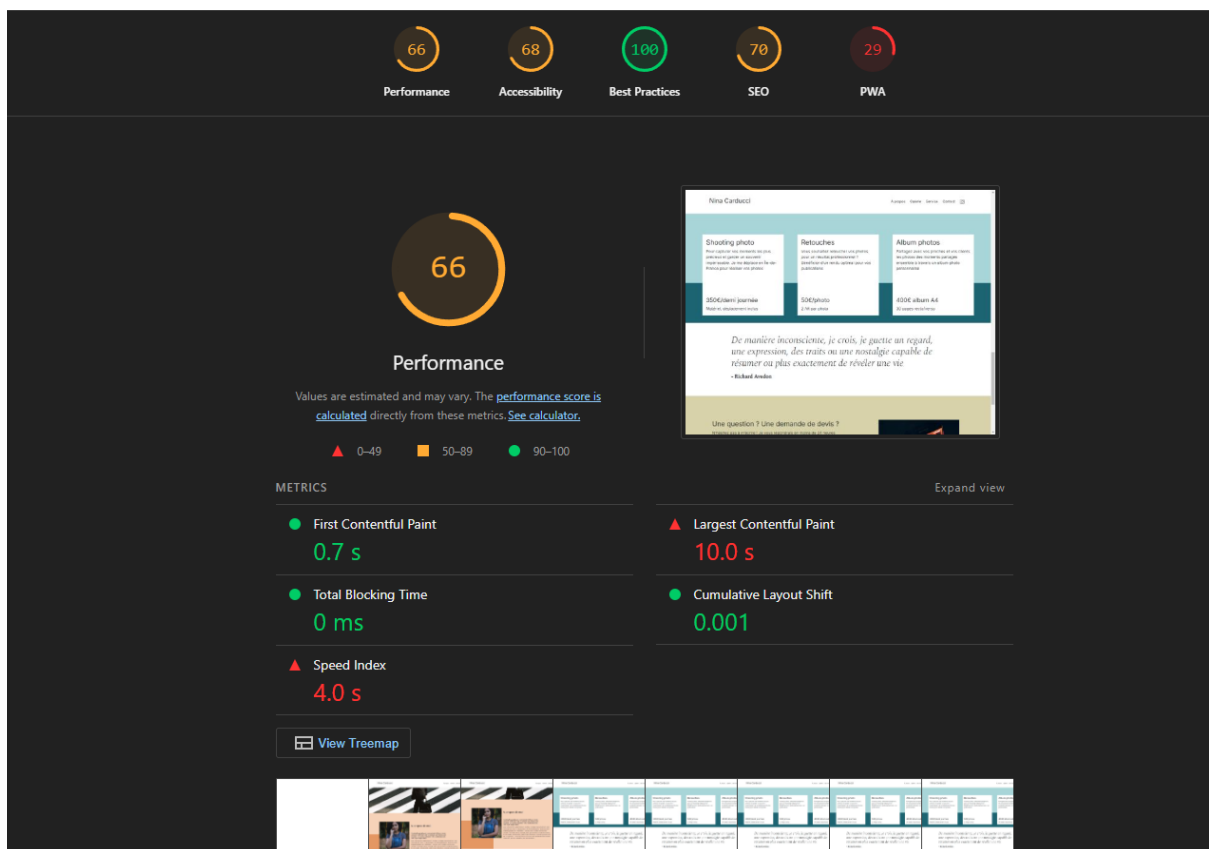 66
68
100
70
29
Performance
Accessibility
Best Practices
SEO
PWA
66
Performance
Values are estimated and may vary. The performance score is
calculated directly from these metrics. See calculator.
0–49
50–89
90–100
Nina Carducci
Shooting photo
Retouches
Album photos
350€/demi journée
50€/photo
400€ album A4
De manière inconsciente, je crois, je guette un regard,
une expression, des traits ou une nostalgie capable de
résumer ou plus exactement de révéler une vie
- Richard Avedon
Une question ? Une demande de devis ?
METRICS
Expand view
First Contentful Paint
0.7 s
Largest Contentful Paint
10.0 s
Total Blocking Time
0 ms
Cumulative Layout Shift
0.001
Speed Index
4.0 s
View Treemap